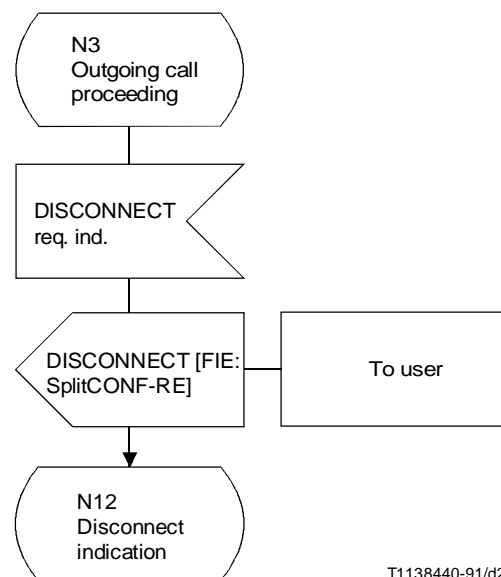 N3
Outgoing call
proceeding
DISCONNECT
req. ind.
DISCONNECT [FIE:
SplitCONF-RE]
To user
N12
Disconnect
indication
T1138440-91/d2